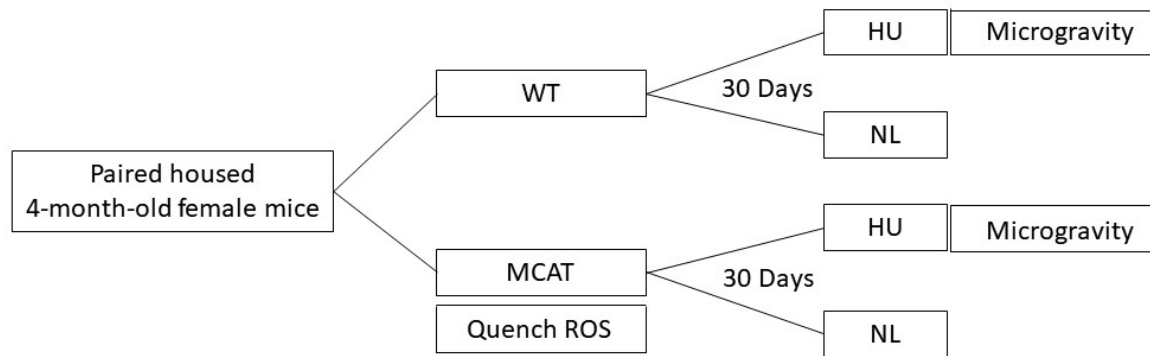 HU Microgravity
WT
30 Days
NL
Paired housed
4-month-old female mice
HU Microgravity
MCAT
30 Days
Quench ROS
NL